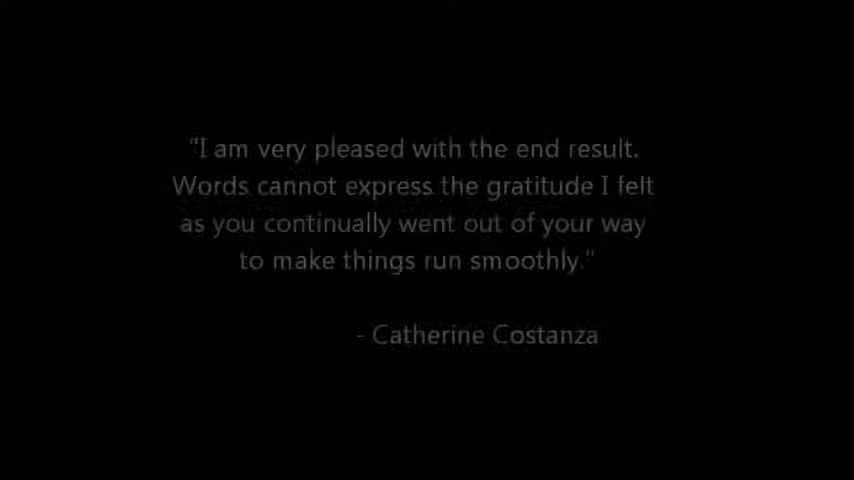 "I am very pleased with the end result.
Words cannot express the gratitude I felt
as you continually went out of your way
to make things run smoothly."
- Catherine Costanza